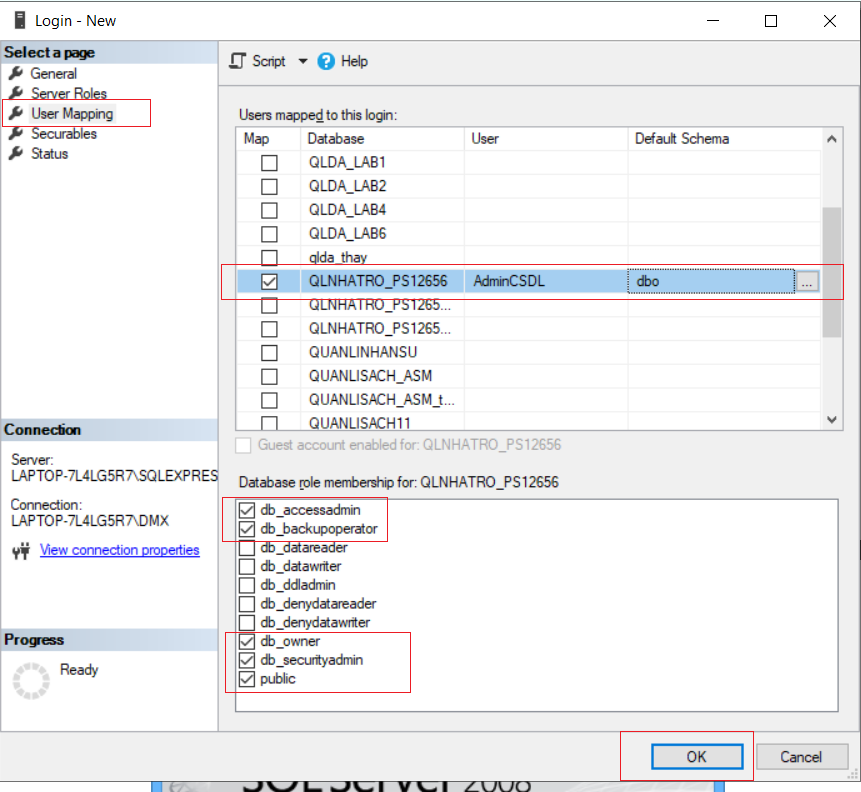 Login - New
Select a page
General
Server Roles
User Mapping
Securables
Status
Script
Help
Users mapped to this login:
Map Database User Default Schema
QLDA_LAB1
QLDA_LAB2
QLDA_LAB4
QLDA_LAB6
qlda_thay
QLNHATRO_PS12656 AdminCSDL dbo ...
QLNHATRO_PS1265...
QLNHATRO_PS1265...
QUANLINHANSU
QUANLISACH_ASM
QUANLISACH_ASM_t...
QUANLISACH11
Guest account enabled for: QLNHATRO_PS12656
Database role membership for: QLNHATRO_PS12656
db_accessadmin
db_backupoperator
db_datareader
db_datawriter
db_ddladmin
db_denydatareader
db_denydatawriter
db_owner
db_securityadmin
public
Connection
Server:
LAPTOP-7L4LG5R7\SQLEXPRES
Connection:
LAPTOP-7L4LG5R7\DMX
View connection properties
Progress
Ready
OK
Cancel
SQL Server 2008